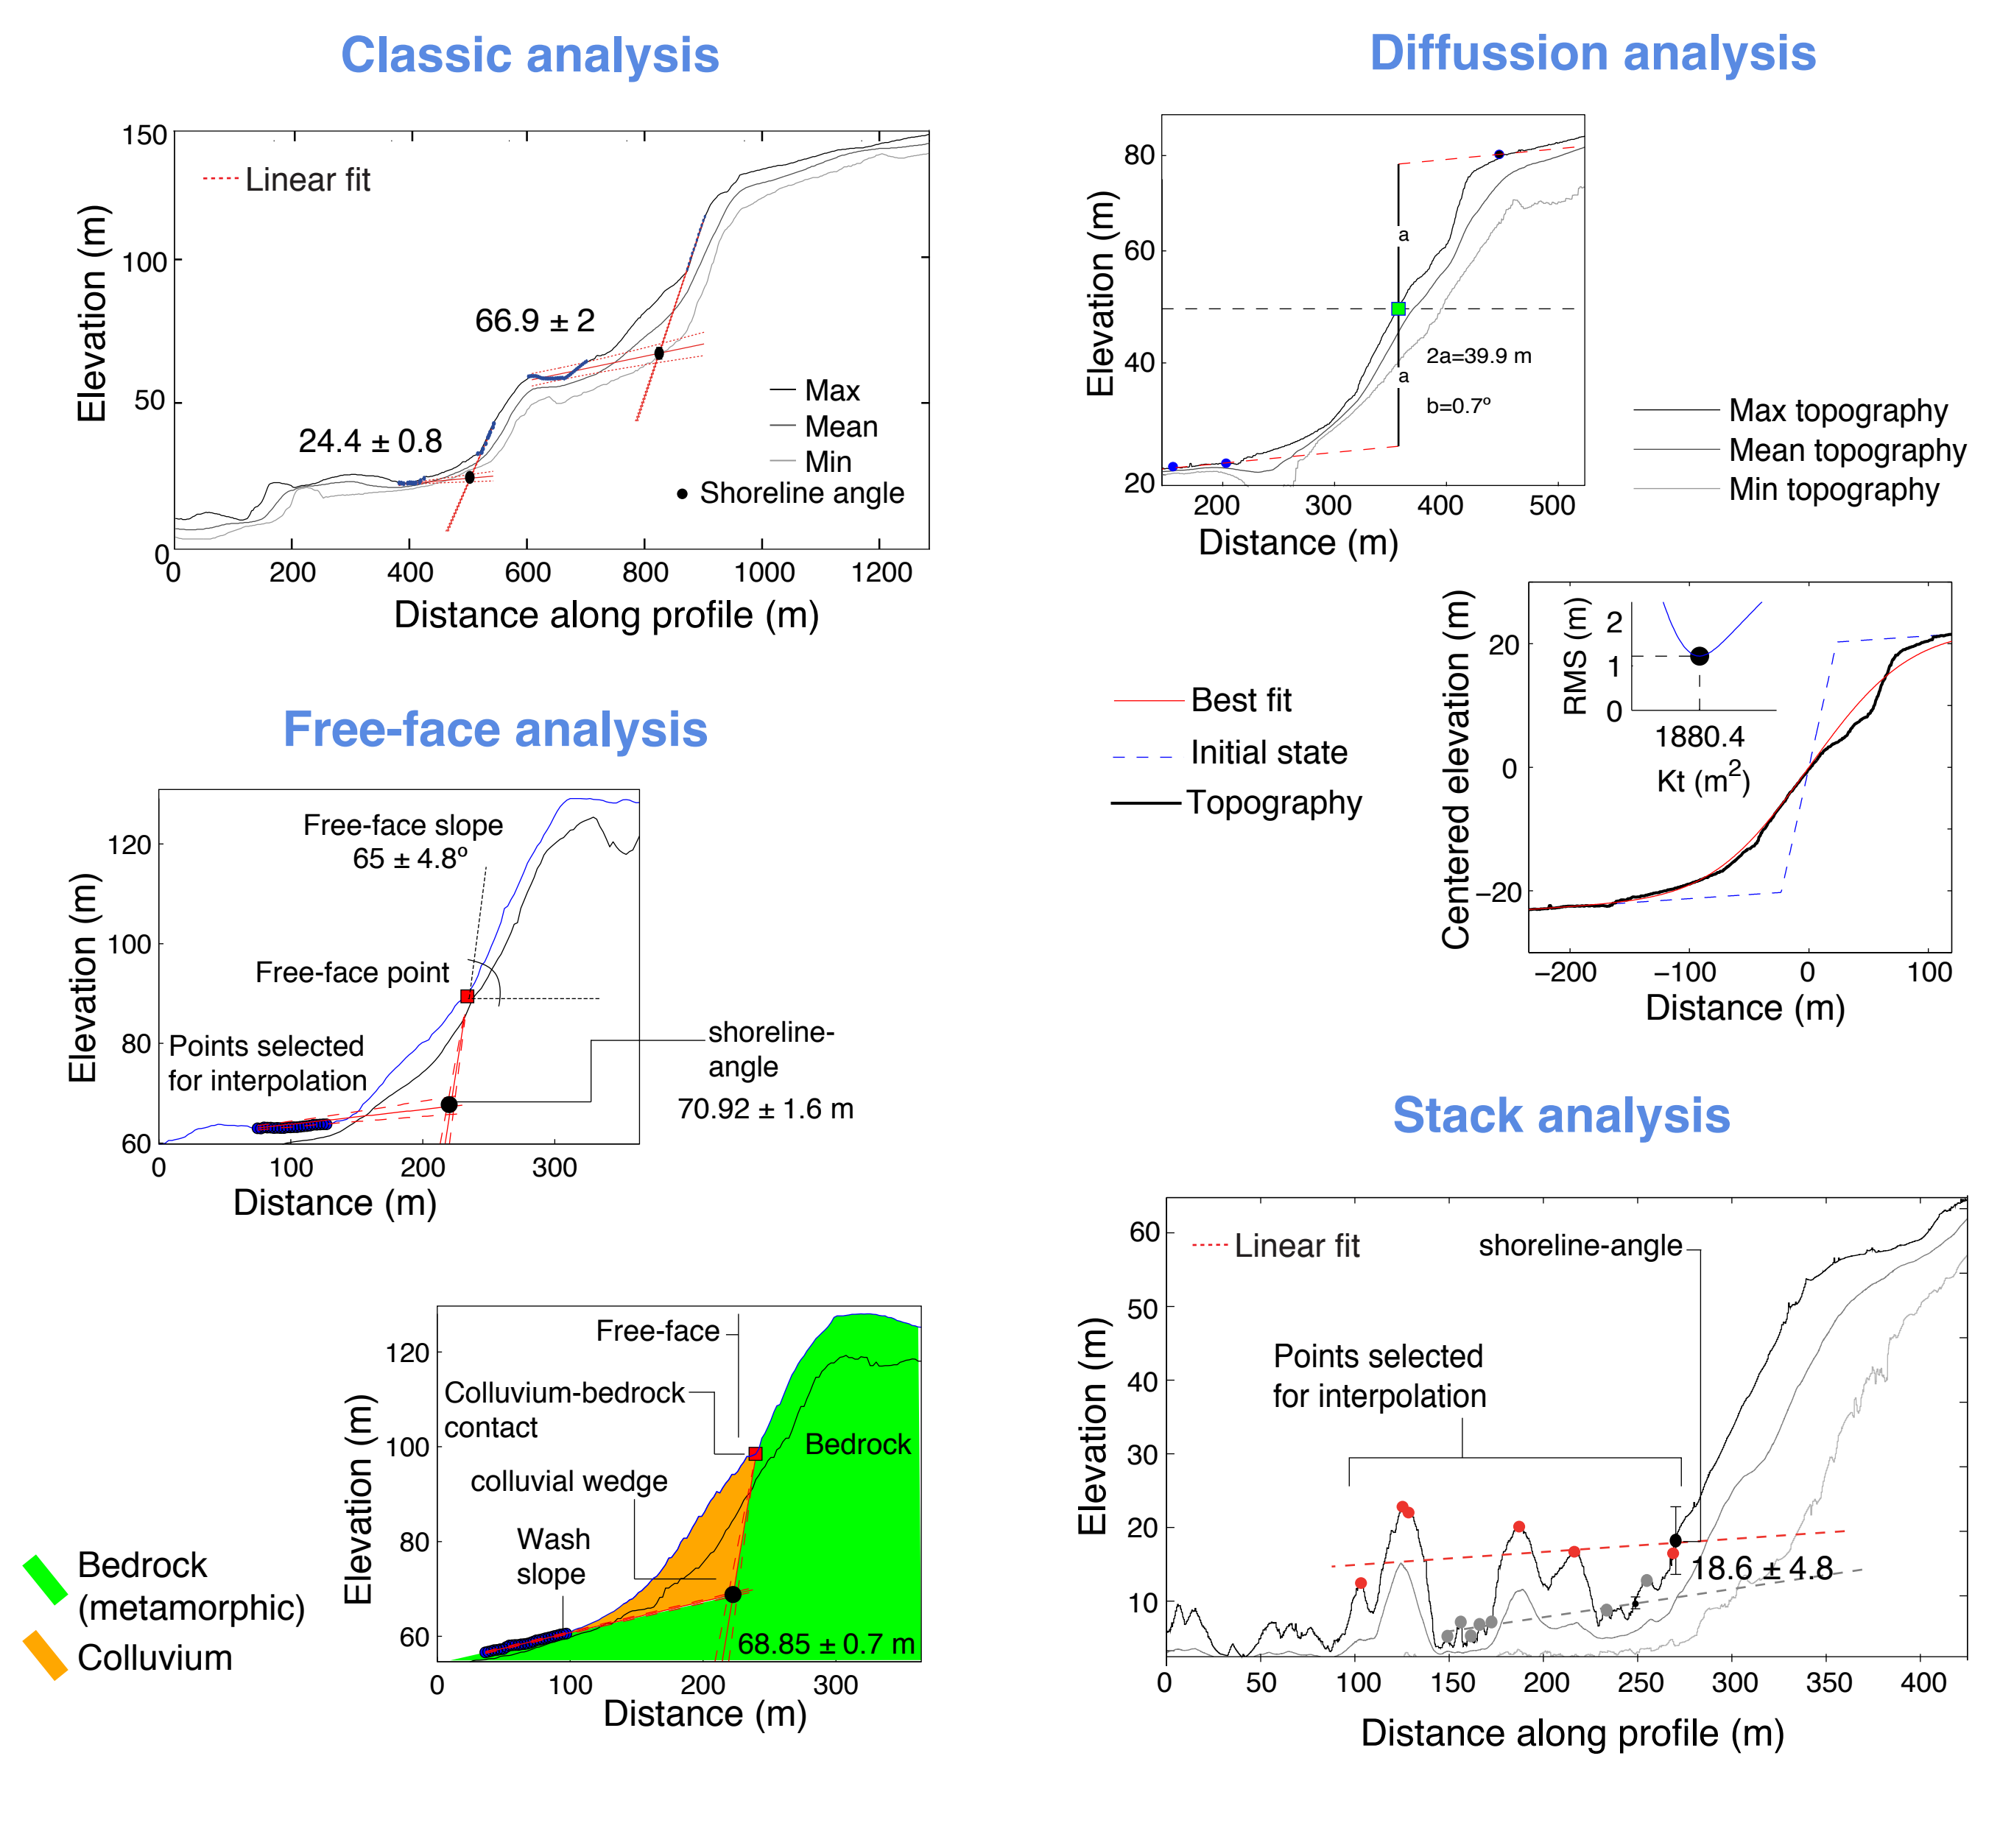 Classic analysis
150
100
50
0
Elevation (m)
Linear fit
66.9 ± 2
24.4 ± 0.8
Max
Mean
Min
Shoreline angle
0
200
400
600
800
1000
1200
Distance along profile (m)
Diffussion analysis
80
60
40
20
Elevation (m)
a
a
2a=39.9 m
b=0.7º
200
300
400
500
Distance (m)
Max topography
Mean topography
Min topography
Best fit
Initial state
Topography
Centered elevation (m)
20
0
−20
RMS (m)
2
1
0
1880.4
Kt (m2)
−200
−100
0
100
Distance (m)
Free-face analysis
120
100
80
60
Elevation (m)
Free-face slope
65 ± 4.8º
Free-face point
Points selected
for interpolation
shoreline-
angle
70.92 ± 1.6 m
0
100
200
300
Distance (m)
120
100
80
60
Elevation (m)
Free-face
Colluvium-bedrock
contact
Bedrock
colluvial wedge
Wash
slope
68.85 ± 0.7 m
0
100
200
300
Distance (m)
Bedrock
(metamorphic)
Colluvium
Stack analysis
60
50
40
30
20
10
Elevation (m)
Linear fit
shoreline-angle
Points selected
for interpolation
18.6 ± 4.8
0
50
100
150
200
250
300
350
400
Distance along profile (m)